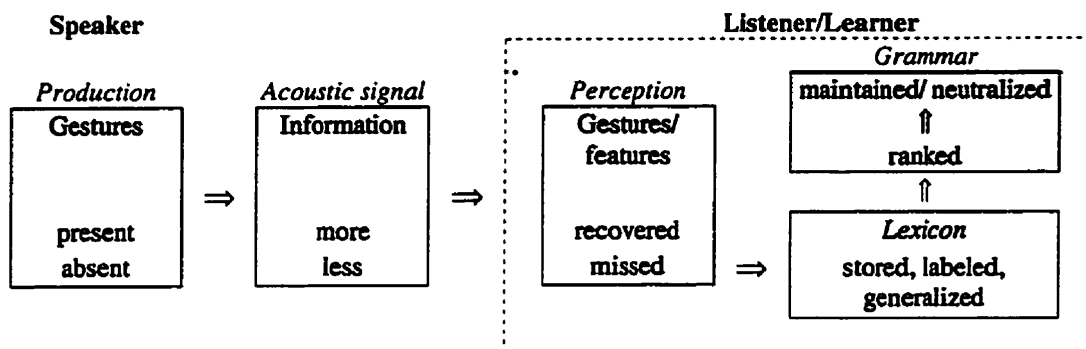 Speaker
Listener/Learner
Production
Gestures
present
absent
⇒
Acoustic signal
Information
more
less
⇒
Perception
Gestures/
features
recovered
missed
⇒
Lexicon
stored, labeled,
generalized
⇑
Grammar
maintained/ neutralized
⇑
ranked